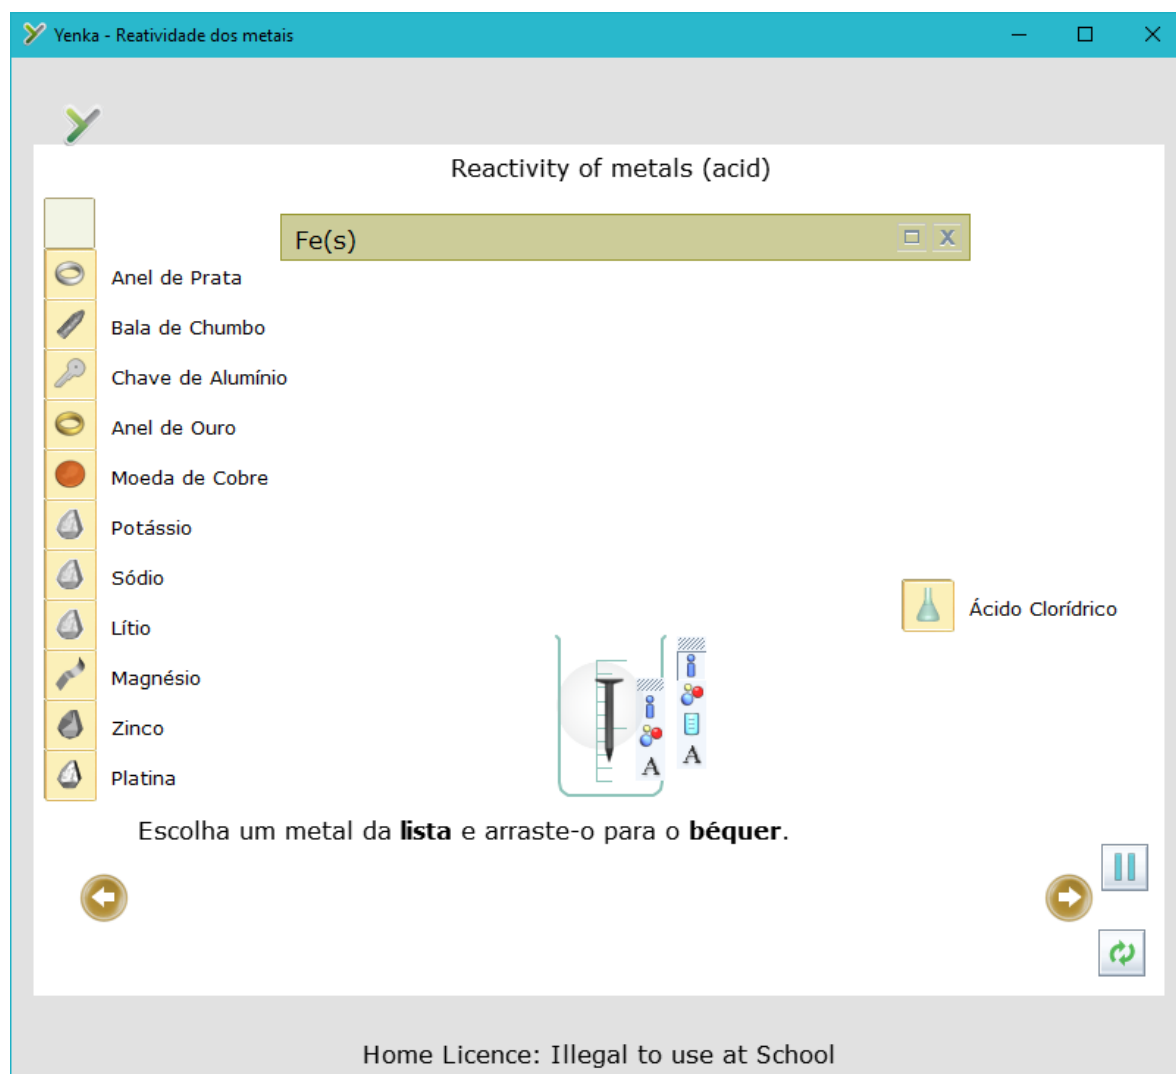 Yenka - Reatividade dos metais
Reactivity of metals (acid)
Fe(s)
X
Anel de Prata
Bala de Chumbo
Chave de Alumínio
Anel de Ouro
Moeda de Cobre
Potássio
Sódio
Ácido Clorídrico
Lítio
Magnésio
A
A
Zinco
Platina
Escolha um metal da lista e arraste-o para o béquer.
Home Licence: Illegal to use at School